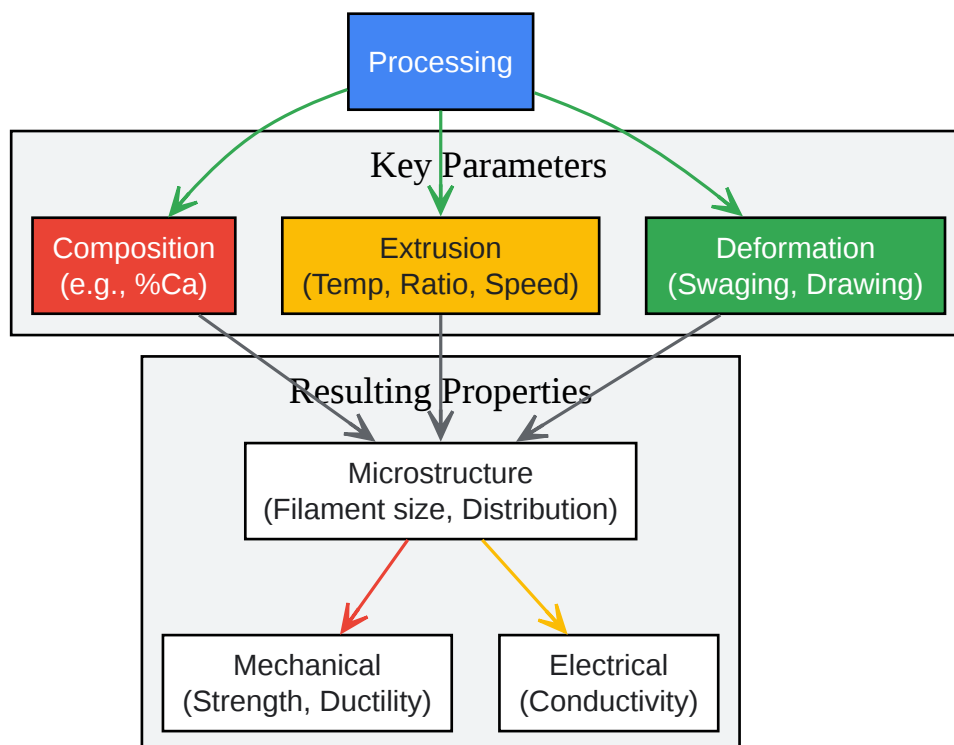 Processing
Key Parameters
Composition
(e.g., %Ca)
Extrusion
(Temp, Ratio, Speed)
Deformation
(Swaging, Drawing)
Resulting Properties
Microstructure
(Filament size, Distribution)
Mechanical
(Strength, Ductility)
Electrical
(Conductivity)